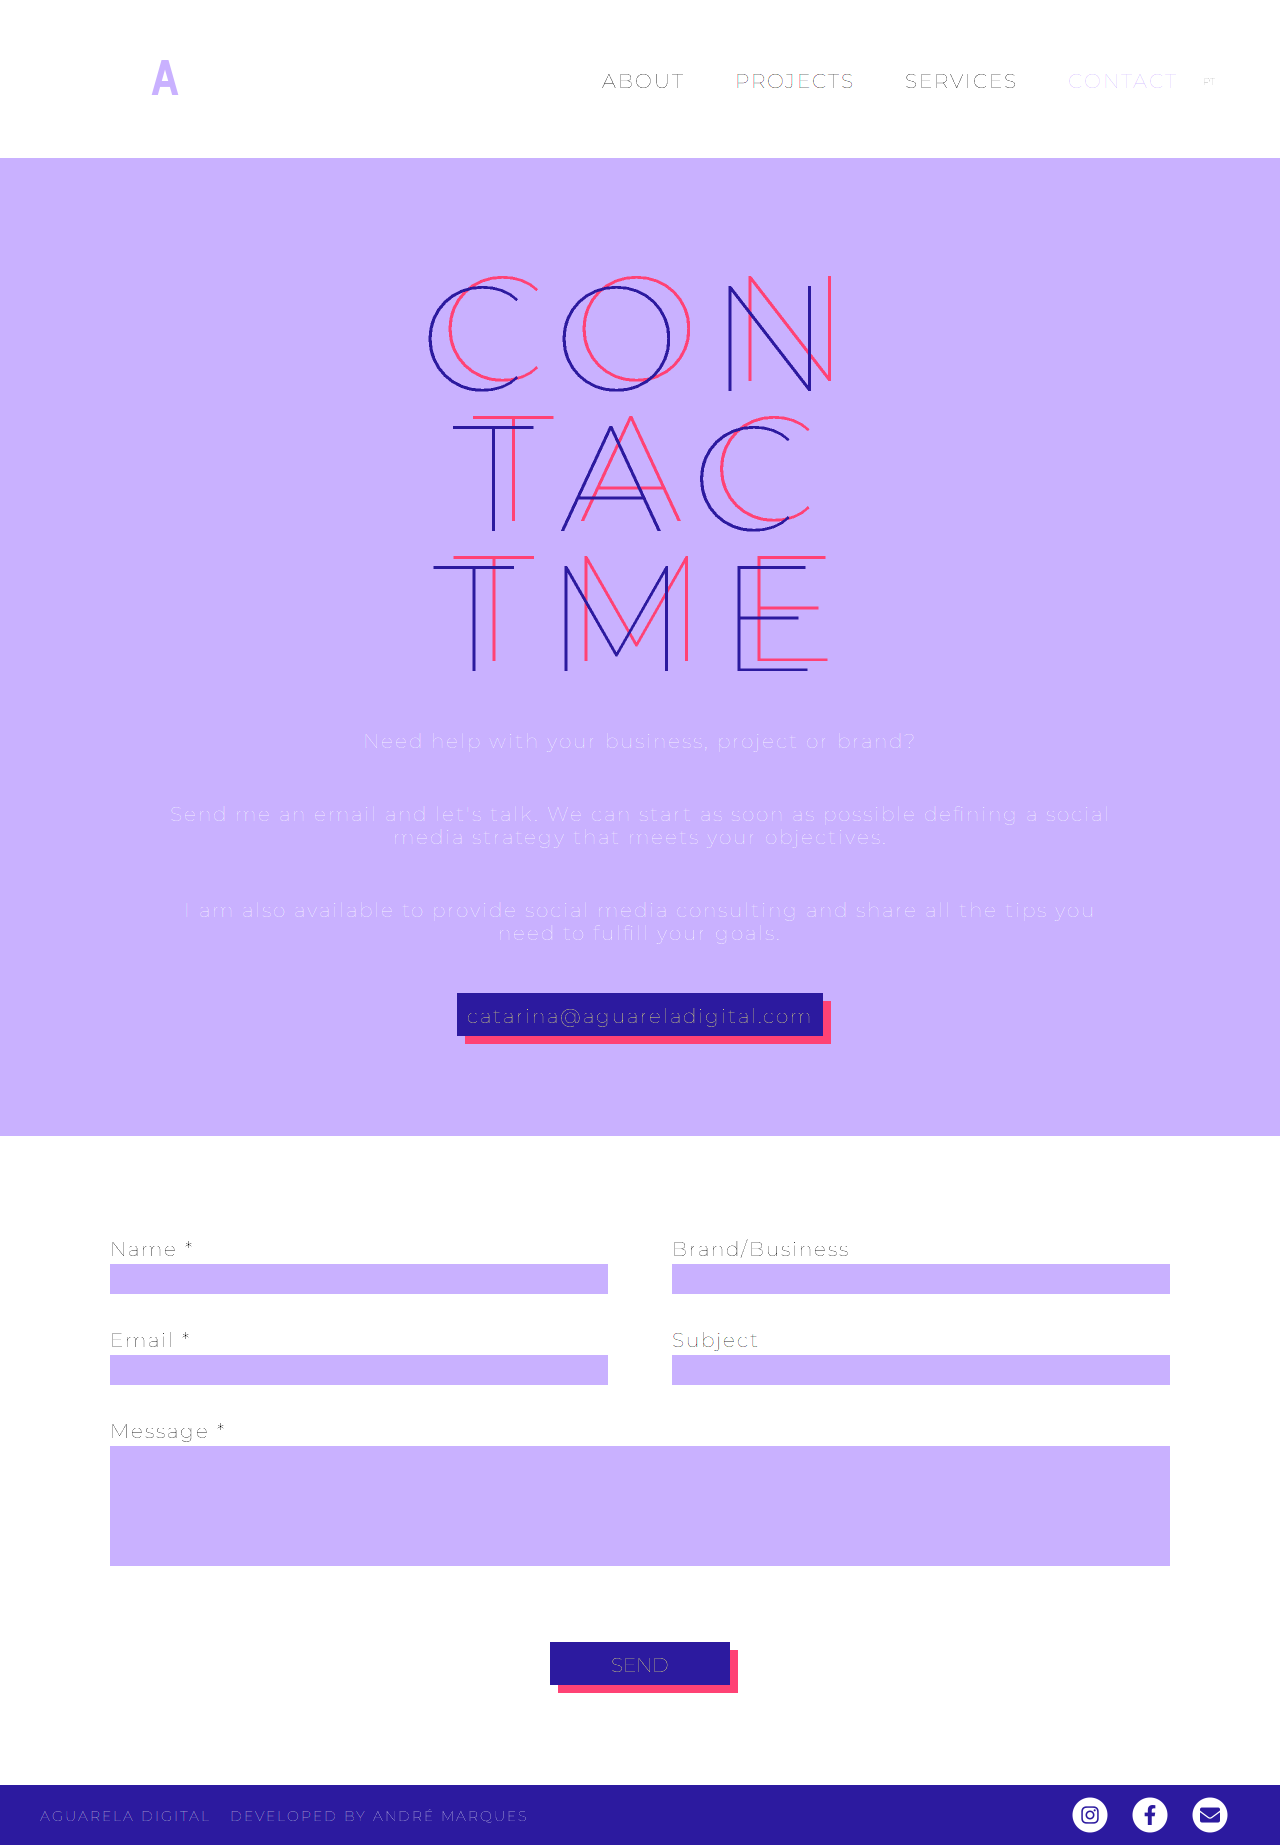 A
ABOUT PROJECTS SERVICES CONTACT PT
CON
TAC
TME
Need help with your business, project or brand?
Send me an email and let's talk. We can start as soon as possible defining a social
media strategy that meets your objectives.
I am also available to provide social media consulting and share all the tips you
need to fulfill your goals.
catarina@aguareladigital.com
Name * Brand/Business
Email * Subject
Message *
SEND
AGUARELA DIGITAL DEVELOPED BY ANDRÉ MARQUES